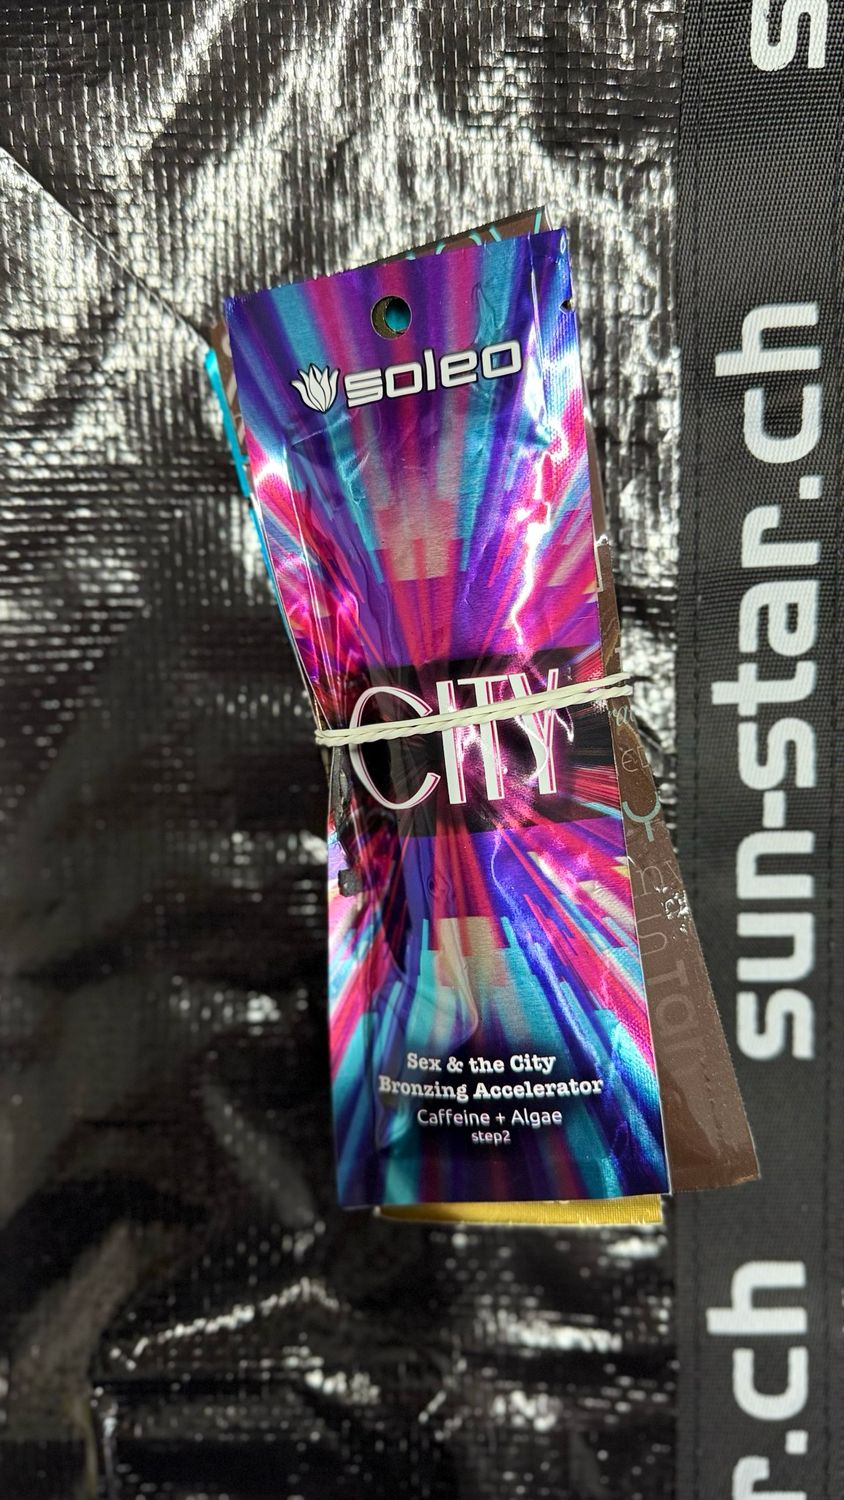 soleo
CITY
Sex & the City
Bronzing Accelerator
Caffeine + Algae
step2
sun-star.ch
s
r.ch